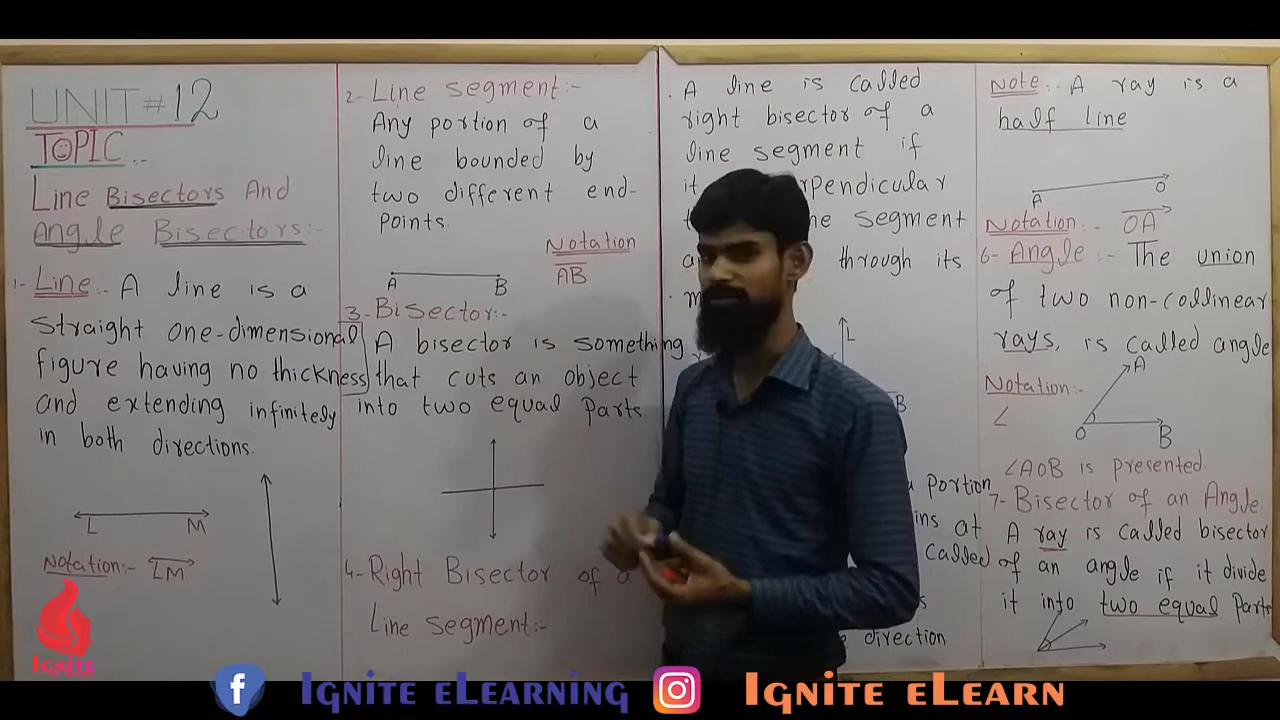 UNIT # 12
TOPIC :-
Line Bisectors And
Angle Bisectors:-
1- Line:- A line is a
straight one-dimensional
figure having no thickness
and extending infinitely
in both directions.
L M
Notation:- LM
2- Line segment:-
Any portion of a
line bounded by
two different end-
points.
Notation
AB
A B
3- Bisector:-
A bisector is something
that cuts an object
into two equal parts.
4- Right Bisector of a
Line segment:-
. A line is called
right bisector of a
line segment if
it
the segment
through its
L
B
portion
at
called
direction
Note:- A ray is a
half line
A O
Notation:- OA
6- Angle:- The union
of two non-collinear
rays, is called angle
Notation:-
∠
A
O B
∠AOB is presented.
7- Bisector of an Angle.
A ray is called bisector
of an angle if it divide
it into two equal parts
IGNITE
IGNITE ELEARNING
IGNITE ELEARN